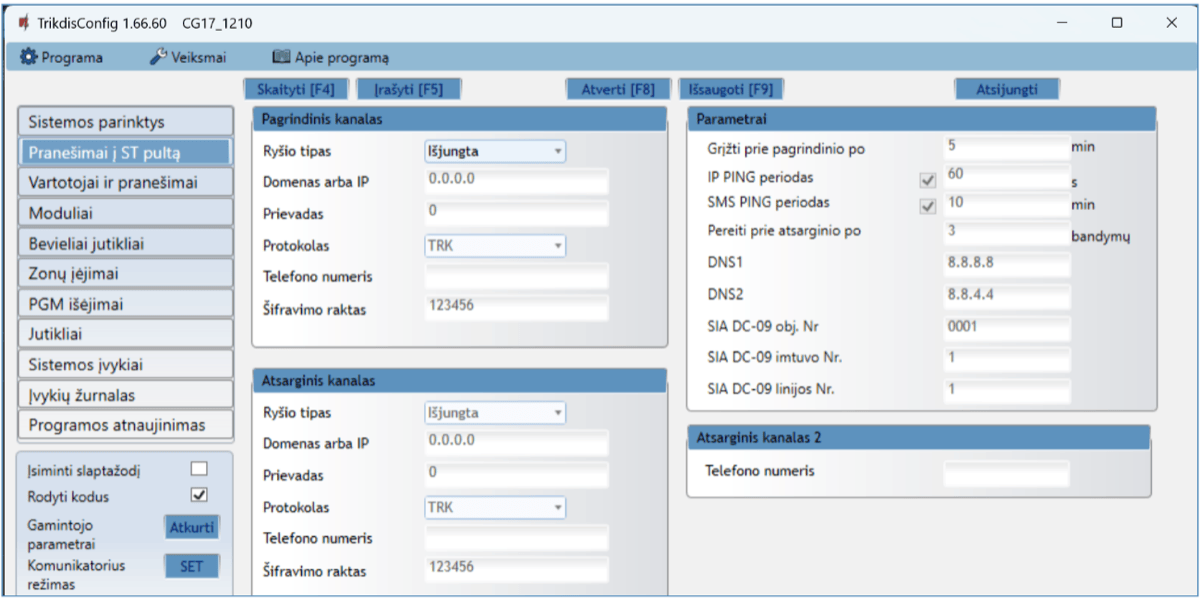 TrikdisConfig 1.66.60 CG17_1210
Programa Veiksmai Apie programą
Skaityti [F4] Įrašyti [F5] Atverti [F8] Išsaugoti [F9] Atsijungti
Sistemos parinktys
Pranešimai į ST pultą
Vartotojai ir pranešimai
Moduliai
Bevieliai jutikliai
Zonų įėjimai
PGM išėjimai
Jutikliai
Sistemos įvykiai
Įvykių žurnalas
Programos atnaujinimas
Įsiminti slaptažodį
Rodyti kodus
Gamintojo
parametrai
Atkurti
Komunikatorius
režimas
SET
Pagrindinis kanalas
Ryšio tipas Išjungta
Domenas arba IP 0.0.0.0
Prievadas 0
Protokolas TRK
Telefono numeris
Šifravimo raktas 123456
Atsarginis kanalas
Ryšio tipas Išjungta
Domenas arba IP 0.0.0.0
Prievadas 0
Protokolas TRK
Telefono numeris
Šifravimo raktas 123456
Parametrai
Grįžti prie pagrindinio po 5 min
IP PING periodas 60 s
SMS PING periodas 10 min
Pereiti prie atsarginio po 3 bandymų
DNS1 8.8.8.8
DNS2 8.8.4.4
SIA DC-09 obj. Nr 0001
SIA DC-09 imtuvo Nr. 1
SIA DC-09 linijos Nr. 1
Atsarginis kanalas 2
Telefono numeris